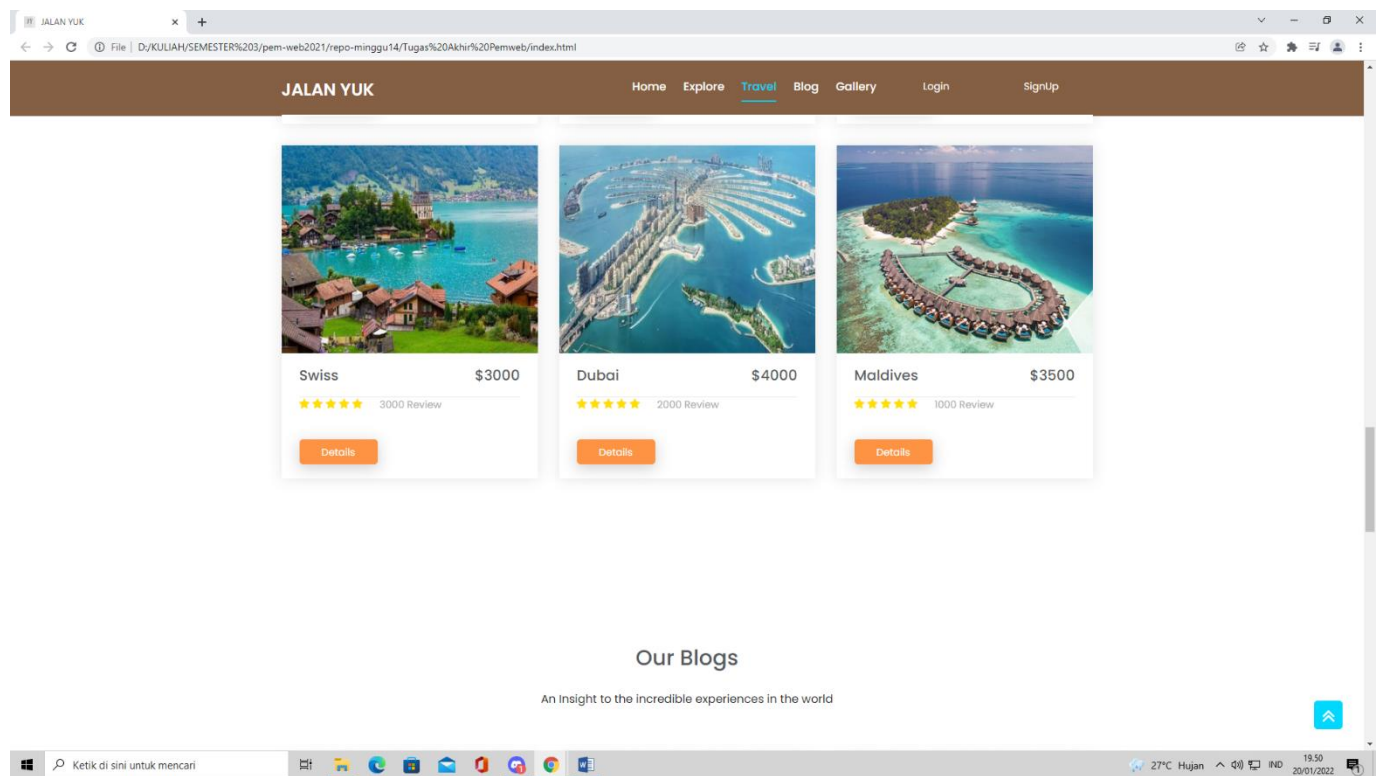 JALAN YUK
File | D:/KULIAH/SEMESTER%203/pem-web2021/repo-minggu14/Tugas%20Akhir%20Pemweb/index.html
JALAN YUK Home Explore Travel Blog Gallery Login SignUp
Swiss $3000 Dubai $4000 Maldives $3500
3000 Review 2000 Review 1000 Review
Details Details Details
Our Blogs
An Insight to the incredible experiences in the world
Ketik di sini untuk mencari 27°C Hujan IND 19.50
20/01/2022